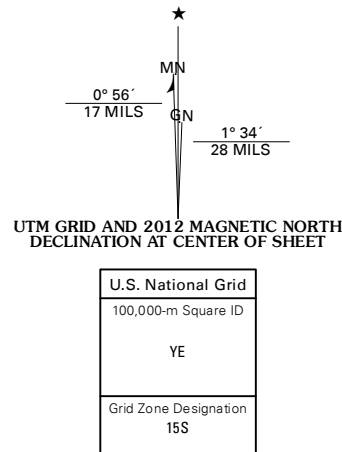 ★
MN
0° 56´
17 MILS
GN
1° 34´
28 MILS
UTM GRID AND 2012 MAGNETIC NORTH
DECLINATION AT CENTER OF SHEET
U.S. National Grid
100,000-m Square ID
YE
Grid Zone Designation
15S